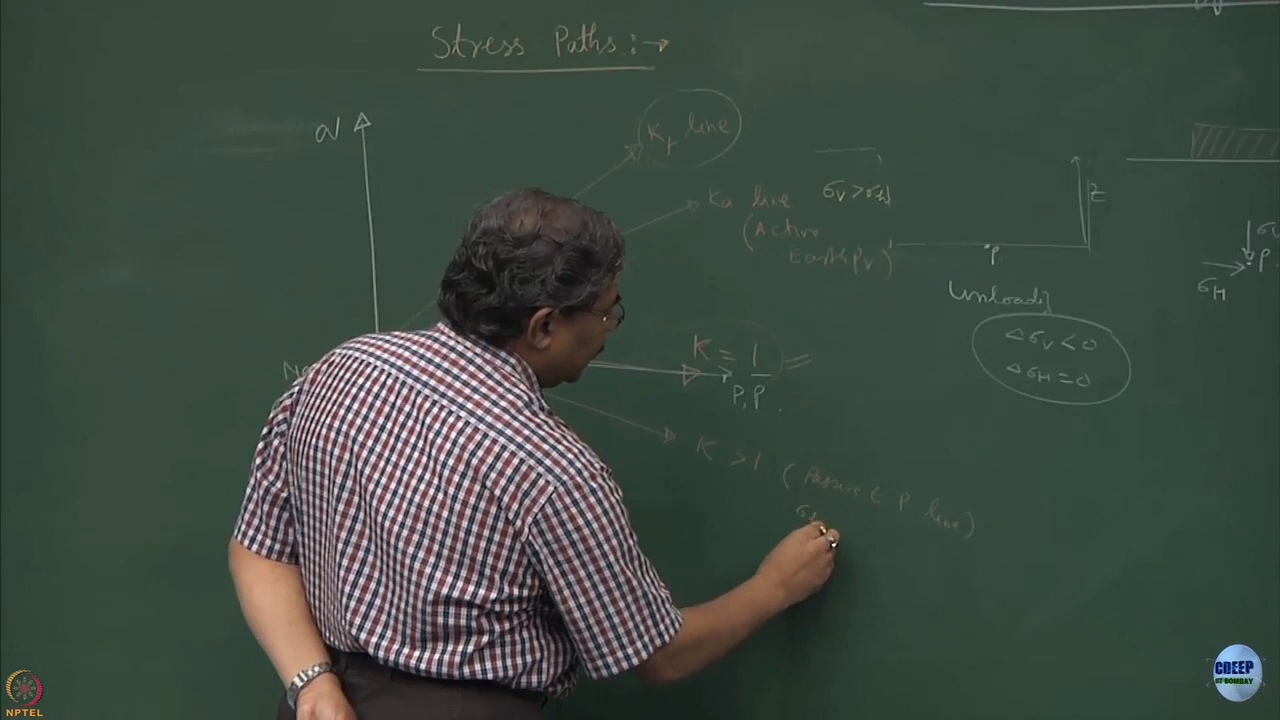 Stress Paths :→
Kf line
Ka line
σv > σH
(Active
Earth Pr)
z
P
Unloading
Δσv < 0
ΔσH = 0
σv
P
σH
K = 1
P, P
K > 1 (Passive E P line)
NPTEL
CDEEP
IIT BOMBAY